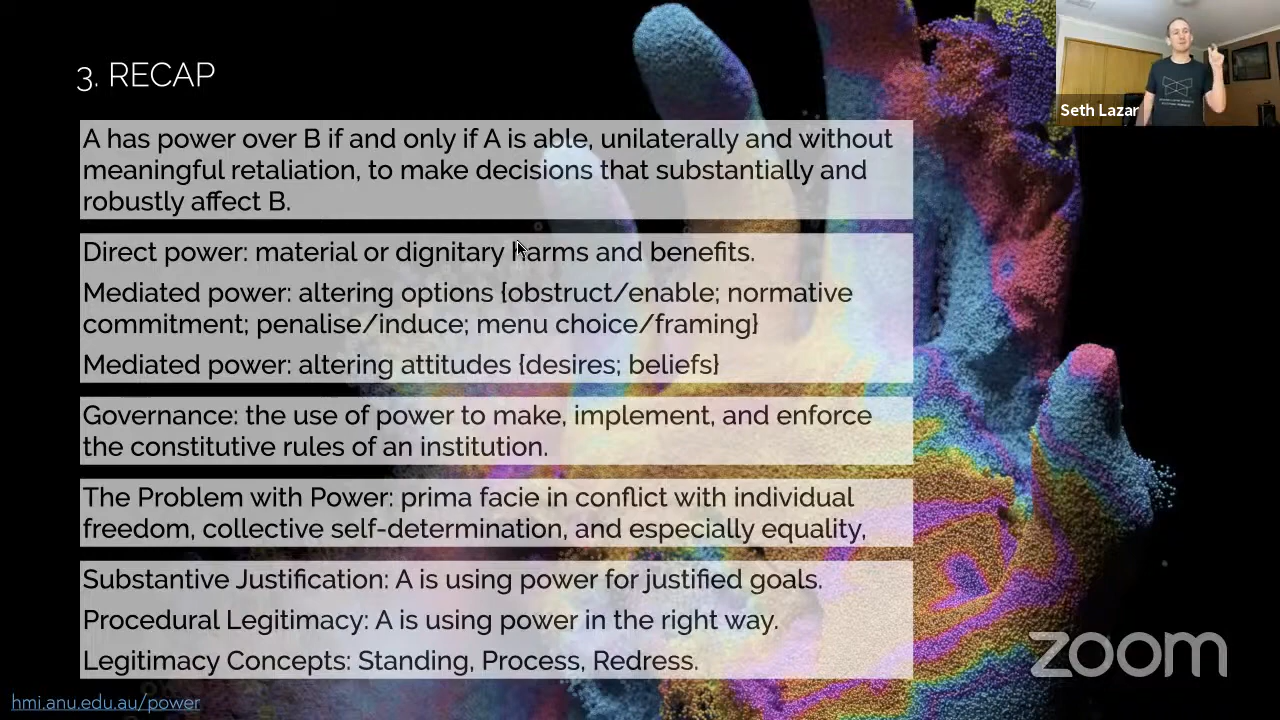 3. RECAP
A has power over B if and only if A is able, unilaterally and without
meaningful retaliation, to make decisions that substantially and
robustly affect B.
Direct power: material or dignitary harms and benefits.
Mediated power: altering options {obstruct/enable; normative
commitment; penalise/induce; menu choice/framing}
Mediated power: altering attitudes {desires; beliefs}
Governance: the use of power to make, implement, and enforce
the constitutive rules of an institution.
The Problem with Power: prima facie in conflict with individual
freedom, collective self-determination, and especially equality,
Substantive Justification: A is using power for justified goals.
Procedural Legitimacy: A is using power in the right way.
Legitimacy Concepts: Standing, Process, Redress.
hmi.anu.edu.au/power
Seth Lazar
zoom